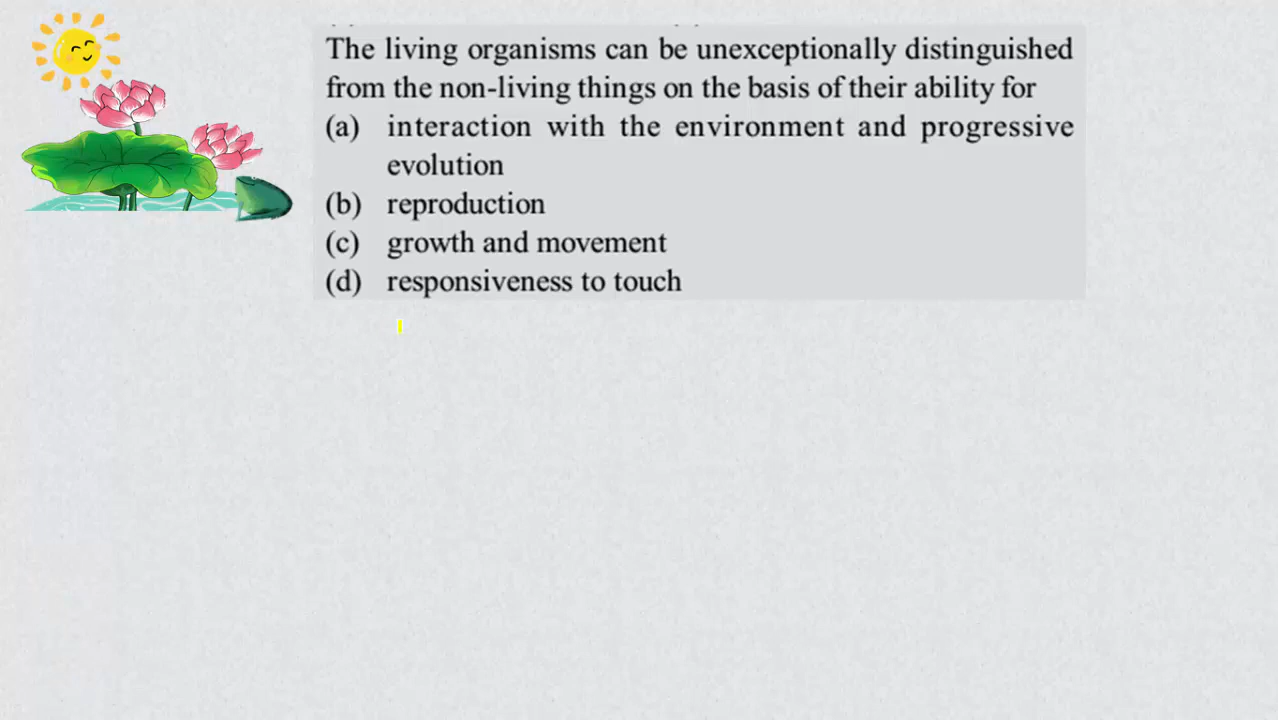 The living organisms can be unexceptionally distinguished
from the non-living things on the basis of their ability for
(a) interaction with the environment and progressive
evolution
(b) reproduction
(c) growth and movement
(d) responsiveness to touch